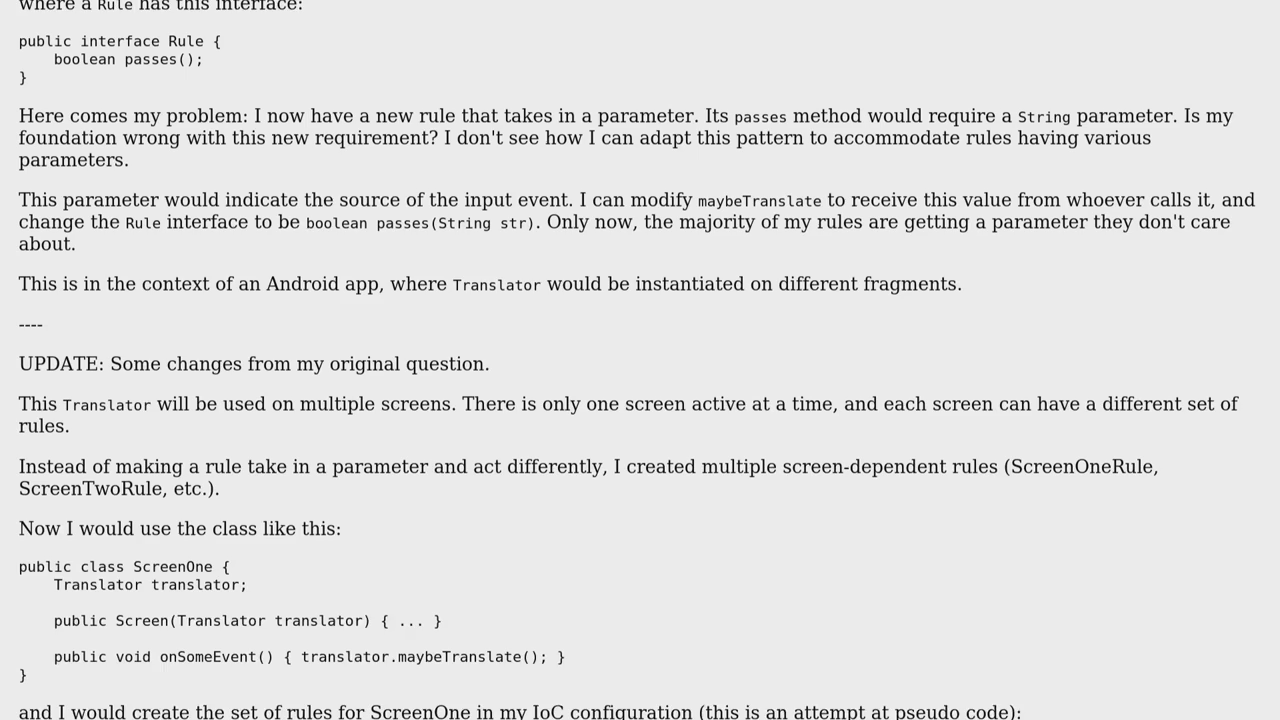 where a Rule has this interface:
public interface Rule {
    boolean passes();
}
Here comes my problem: I now have a new rule that takes in a parameter. Its passes method would require a String parameter. Is my
foundation wrong with this new requirement? I don't see how I can adapt this pattern to accommodate rules having various
parameters.
This parameter would indicate the source of the input event. I can modify maybeTranslate to receive this value from whoever calls it, and
change the Rule interface to be boolean passes(String str). Only now, the majority of my rules are getting a parameter they don't care
about.
This is in the context of an Android app, where Translator would be instantiated on different fragments.
----
UPDATE: Some changes from my original question.
This Translator will be used on multiple screens. There is only one screen active at a time, and each screen can have a different set of
rules.
Instead of making a rule take in a parameter and act differently, I created multiple screen-dependent rules (ScreenOneRule,
ScreenTwoRule, etc.).
Now I would use the class like this:
public class ScreenOne {
    Translator translator;
    public Screen(Translator translator) { ... }
    public void onSomeEvent() { translator.maybeTranslate(); }
}
and I would create the set of rules for ScreenOne in my IoC configuration (this is an attempt at pseudo code):